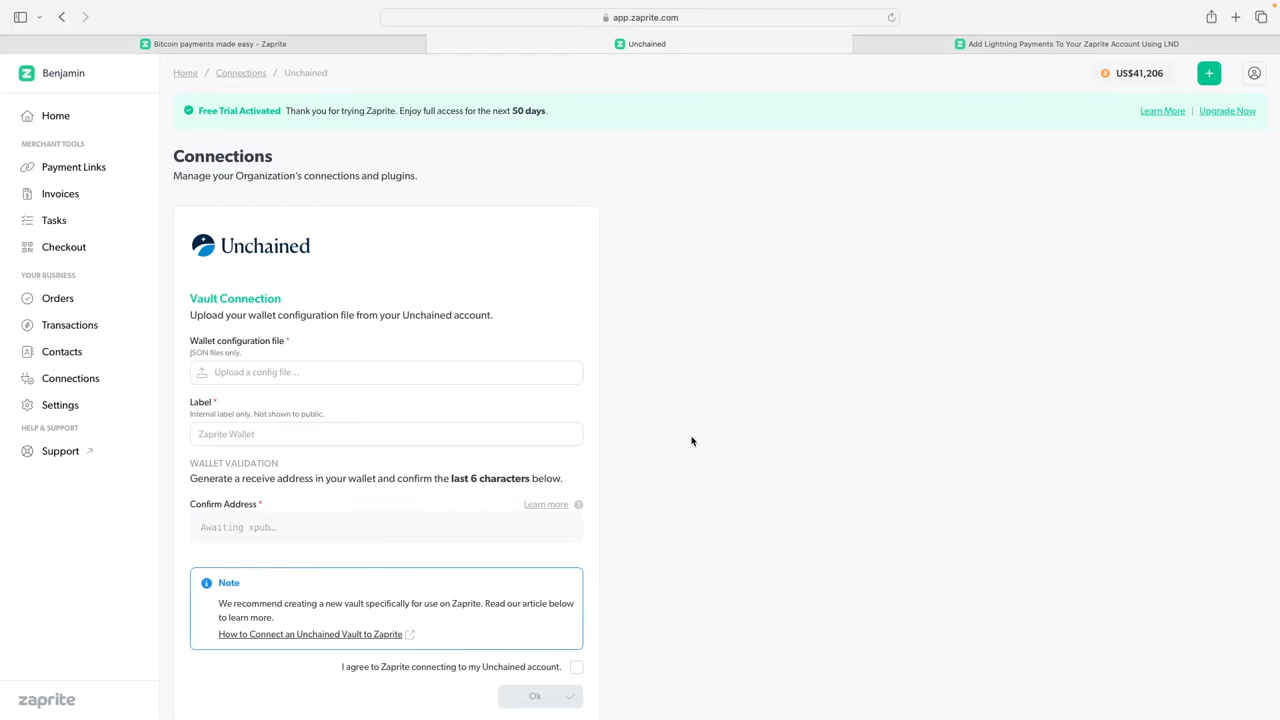 app.zaprite.com
Bitcoin payments made easy - Zaprite
Unchained
Add Lightning Payments To Your Zaprite Account Using LND
Benjamin
Home / Connections / Unchained
US$41,206
Free Trial Activated Thank you for trying Zaprite. Enjoy full access for the next 50 days.
Learn More | Upgrade Now
Home
MERCHANT TOOLS
Payment Links
Invoices
Tasks
Checkout
YOUR BUSINESS
Orders
Transactions
Contacts
Connections
Settings
HELP & SUPPORT
Support
zaprite
Connections
Manage your Organization's connections and plugins.
Unchained
Vault Connection
Upload your wallet configuration file from your Unchained account.
Wallet configuration file *
JSON files only.
Upload a config file...
Label *
Internal label only. Not shown to public.
Zaprite Wallet
WALLET VALIDATION
Generate a receive address in your wallet and confirm the last 6 characters below.
Confirm Address *
Learn more
Awaiting xpub…
Note
We recommend creating a new vault specifically for use on Zaprite. Read our article below
to learn more.
How to Connect an Unchained Vault to Zaprite
I agree to Zaprite connecting to my Unchained account.
Ok